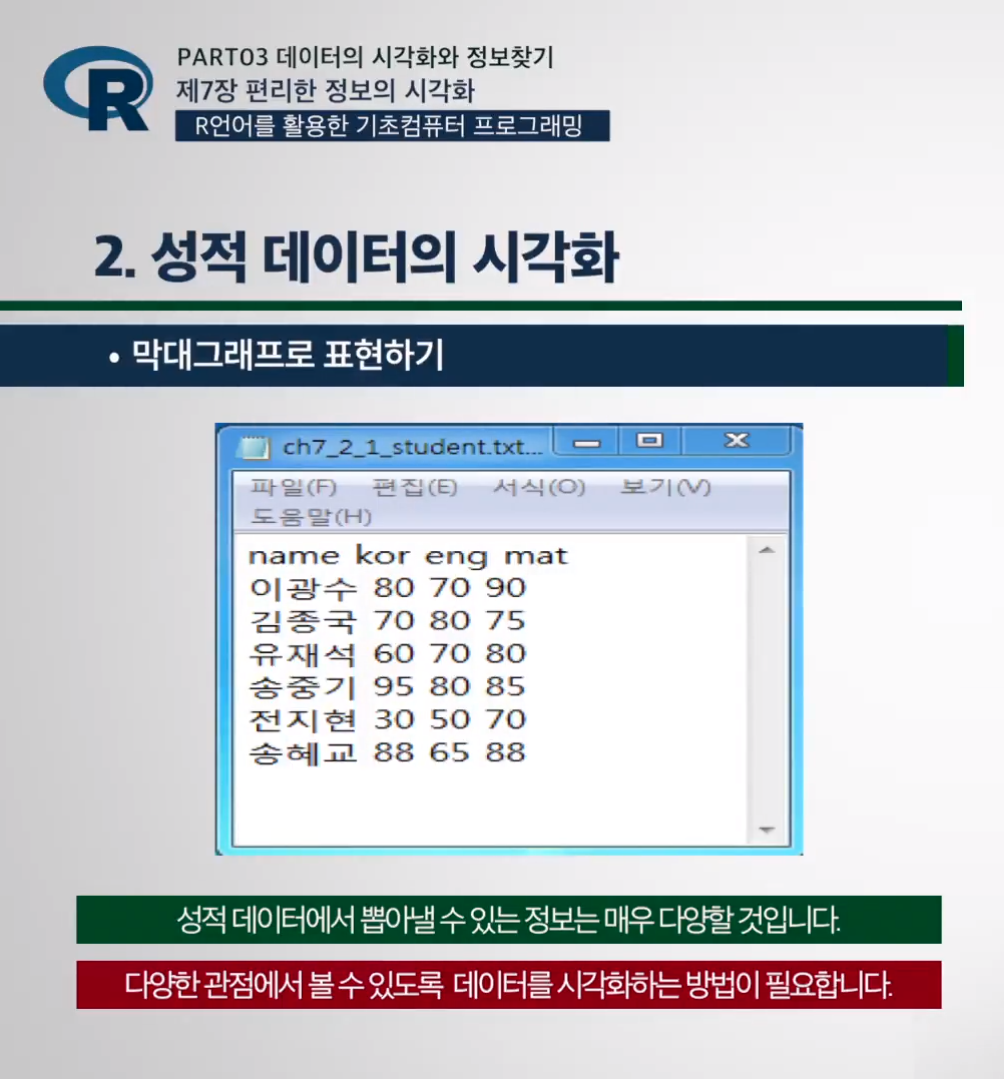 R
PART03 데이터의 시각화와 정보찾기
제7장 편리한 정보의 시각화
R언어를 활용한 기초컴퓨터 프로그래밍
2. 성적 데이터의 시각화
• 막대그래프로 표현하기
ch7_2_1_student.txt...
파일(F) 편집(E) 서식(O) 보기(V)
도움말(H)
name kor eng mat
이광수 80 70 90
김종국 70 80 75
유재석 60 70 80
송중기 95 80 85
전지현 30 50 70
송혜교 88 65 88
성적 데이터에서 뽑아낼 수 있는 정보는 매우 다양할 것입니다.
다양한 관점에서 볼 수 있도록 데이터를 시각화하는 방법이 필요합니다.